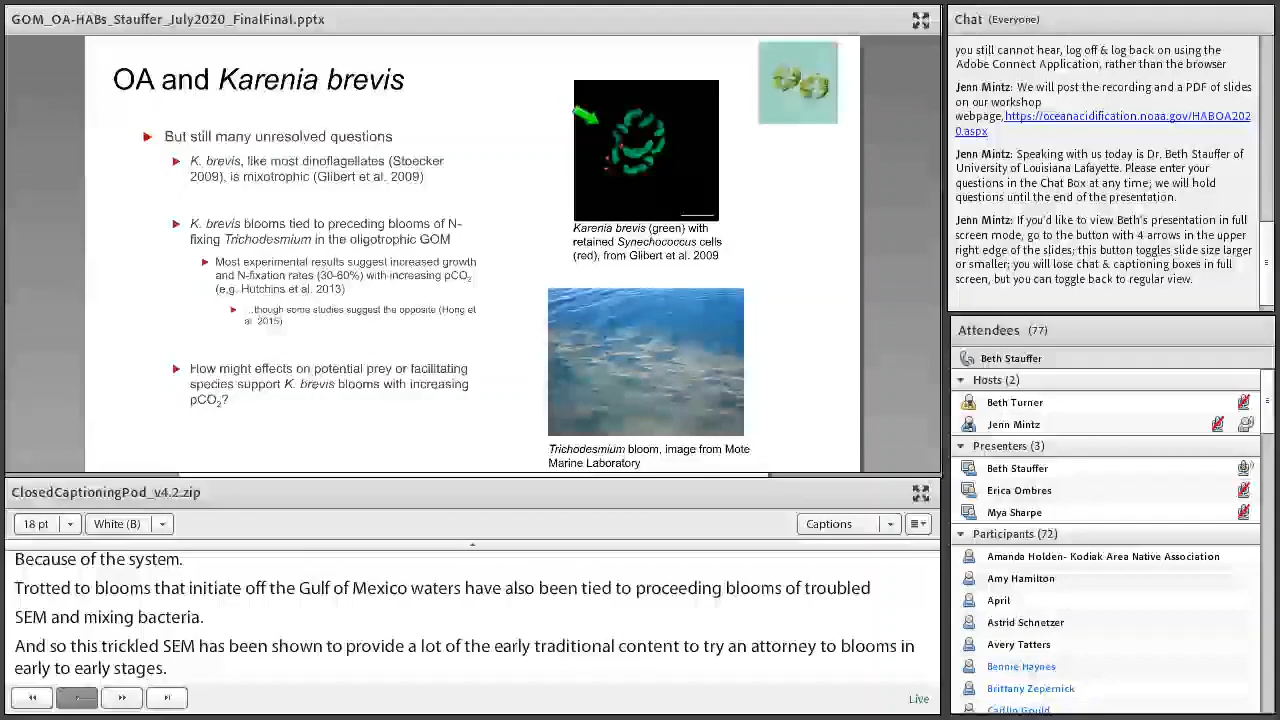 GOM_OA-HABs_Stauffer_July2020_FinalFinal.pptx
OA and Karenia brevis
But still many unresolved questions
K. brevis, like most dinoflagellates (Stoecker
2009), is mixotrophic (Glibert et al. 2009)
K. brevis blooms tied to preceding blooms of N-
fixing Trichodesmium in the oligotrophic GOM
Most experimental results suggest increased growth
and N-fixation rates (30-60%) with increasing pCO2
(e.g. Hutchins et al. 2013)
...though some studies suggest the opposite (Hong et
al. 2015)
How might effects on potential prey or facilitating
species support K. brevis blooms with increasing
pCO2?
Karenia brevis (green) with
retained Synechococcus cells
(red), from Glibert et al. 2009
Trichodesmium bloom, image from Mote
Marine Laboratory
ClosedCaptioningPod_v4.2.zip
18 pt
White (B)
Captions
Because of the system.
Trotted to blooms that initiate off the Gulf of Mexico waters have also been tied to proceeding blooms of troubled
SEM and mixing bacteria.
And so this trickled SEM has been shown to provide a lot of the early traditional content to try an attorney to blooms in
early to early stages.
Live
Chat (Everyone)
you still cannot hear, log off & log back on using the
Adobe Connect Application, rather than the browser
Jenn Mintz: We will post the recording and a PDF of slides
on our workshop
webpage,https://oceanacidification.noaa.gov/HABOA202
0.aspx
Jenn Mintz: Speaking with us today is Dr. Beth Stauffer of
University of Louisiana Lafayette. Please enter your
questions in the Chat Box at any time; we will hold
questions until the end of the presentation.
Jenn Mintz: If you'd like to view Beth's presentation in full
screen mode, go to the button with 4 arrows in the upper
right edge of the slides; this button toggles slide size larger
or smaller; you will lose chat & captioning boxes in full
screen, but you can toggle back to regular view.
Attendees (77)
Beth Stauffer
Hosts (2)
Beth Turner
Jenn Mintz
Presenters (3)
Beth Stauffer
Erica Ombres
Mya Sharpe
Participants (72)
Amanda Holden- Kodiak Area Native Association
Amy Hamilton
April
Astrid Schnetzer
Avery Tatters
Bennie Haynes
Brittany Zepernick
Caitlin Gould